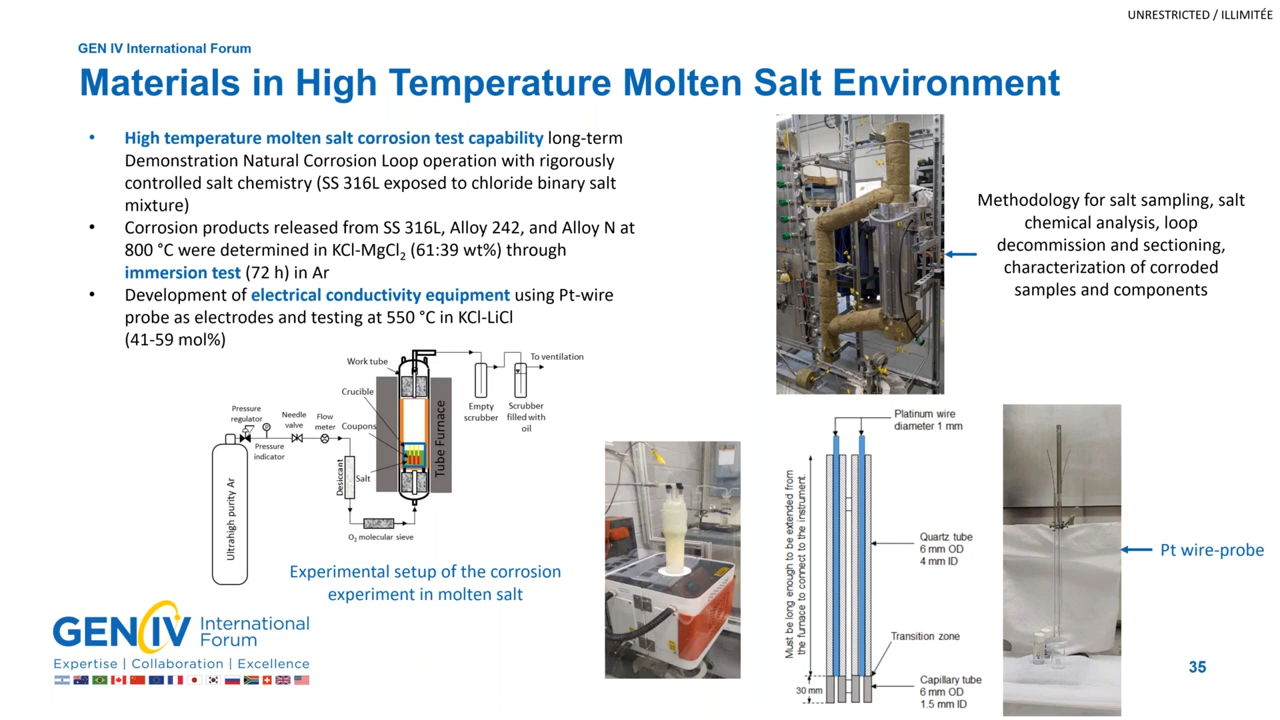 UNRESTRICTED / ILLIMITÉE
GEN IV International Forum
Materials in High Temperature Molten Salt Environment
• High temperature molten salt corrosion test capability long-term
Demonstration Natural Corrosion Loop operation with rigorously
controlled salt chemistry (SS 316L exposed to chloride binary salt
mixture)
• Corrosion products released from SS 316L, Alloy 242, and Alloy N at
800 °C were determined in KCl-MgCl₂ (61:39 wt%) through
immersion test (72 h) in Ar
• Development of electrical conductivity equipment using Pt-wire
probe as electrodes and testing at 550 °C in KCl-LiCl
(41-59 mol%)
Methodology for salt sampling, salt
chemical analysis, loop
decommission and sectioning,
characterization of corroded
samples and components
Work tube
Crucible
Coupons
Salt
Tube Furnace
To ventilation
Empty
scrubber
Scrubber
filled with
oil
Pressure
regulator
Pressure
indicator
Needle
valve
Flow
meter
Desiccant
O₂ molecular sieve
Ultrahigh purity Ar
Experimental setup of the corrosion
experiment in molten salt
Platinum wire
diameter 1 mm
Must be long enough to be extended from
the furnace to connect to the instrument.
Quartz tube
6 mm OD
4 mm ID
Transition zone
30 mm
Capillary tube
6 mm OD
1.5 mm ID
Pt wire-probe
GENIV International
Forum
Expertise | Collaboration | Excellence
35